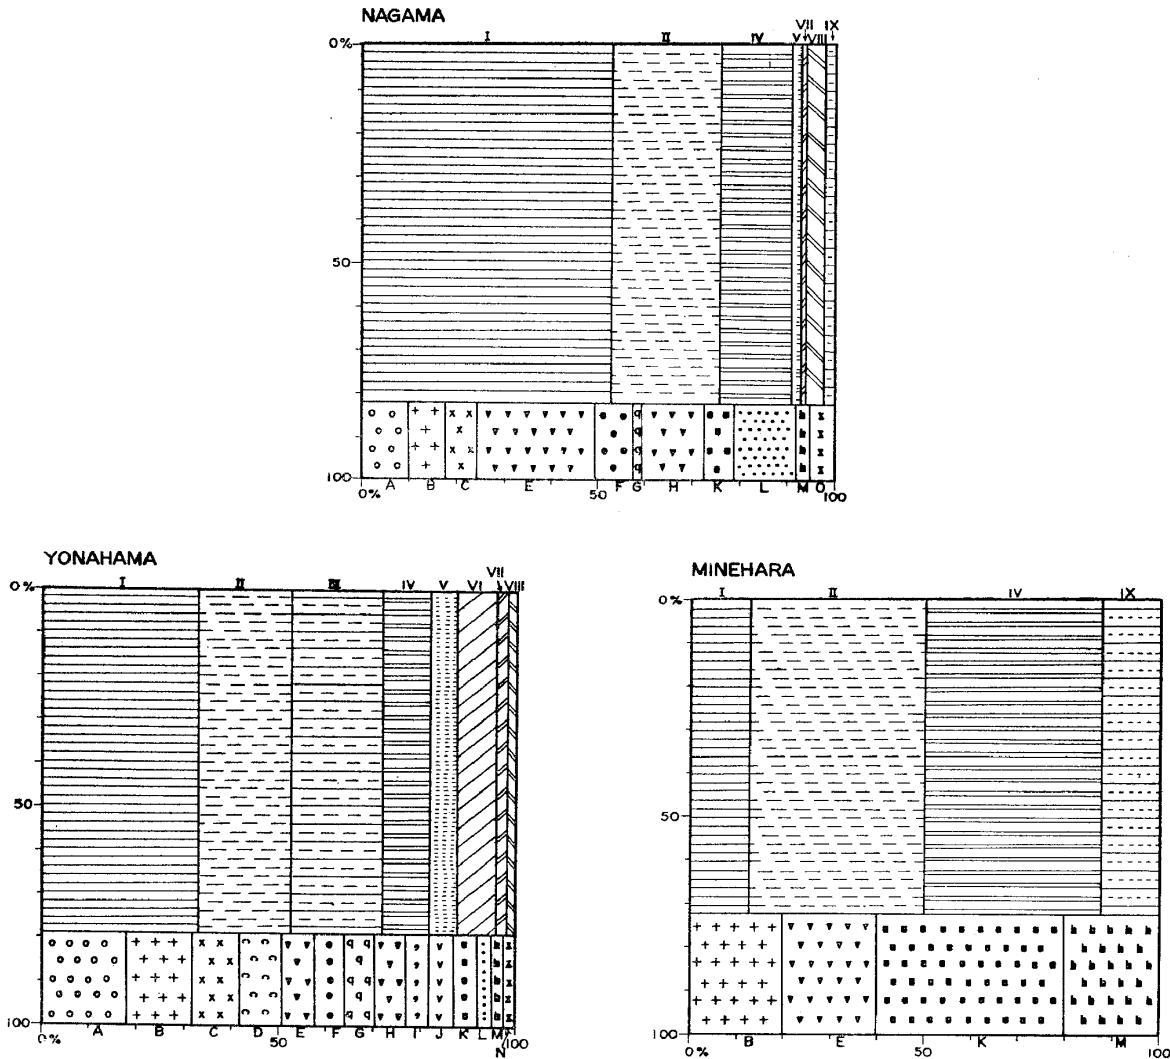 NAGAMA
I II IV V VII VIII IX
0%
50
100
A B C E F G H K L M O
0% 50 100
YONAHAMA
I II III IV V VI VII VIII
0%
50
100
A B C D E F G H I J K L M N
0% 50 100
MINEHARA
I II IV IX
0%
50
100
B E K M
0% 50 100